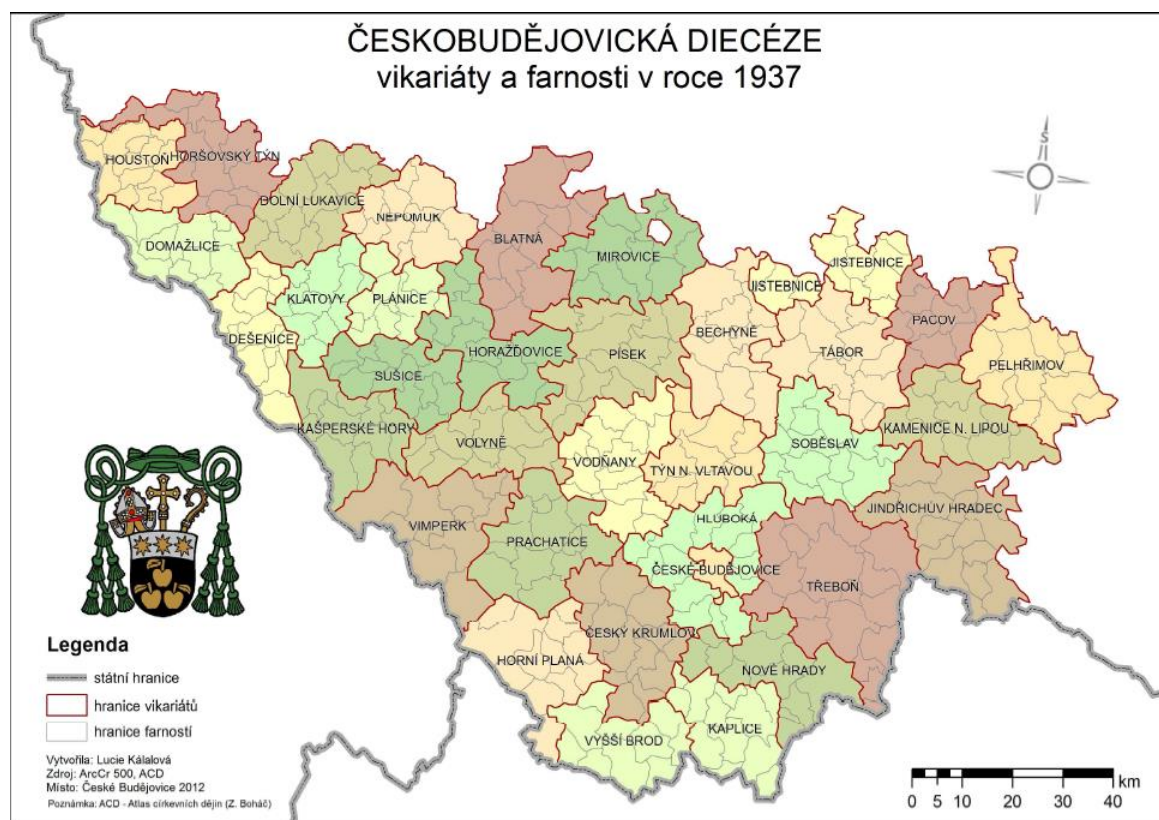 ČESKOBUDĚJOVICKÁ DIECÉZE
vikariáty a farnosti v roce 1937
S
HOUSTOŇ
HORŠOVSKÝ TÝN
DOLNÍ LUKAVICE
NEPOMUK
DOMAŽLICE
BLATNÁ
MIROVICE
JISTEBNICE
JISTEBNICE
KLATOVY
PLÁNICE
PACOV
DEŠENICE
BECHYNĚ
HORAŽĎOVICE
PÍSEK
TÁBOR
PELHŘIMOV
SUŠICE
KAŠPERSKÉ HORY
VOLYNĚ
KAMENICE N. LIPOU
SOBĚSLAV
VODŇANY
TÝN N. VLTAVOU
JINDŘICHŮV HRADEC
HLUBOKÁ
VIMPERK
PRACHATICE
ČESKÉ BUDĚJOVICE
TŘEBOŇ
ČESKÝ KRUMLOV
HORNÍ PLANÁ
NOVÉ HRADY
KAPLICE
VYŠŠÍ BROD
Legenda
státní hranice
hranice vikariátů
hranice farností
Vytvořila: Lucie Kálalová
Zdroj: ArcCr 500, ACD
Místo: České Budějovice 2012
Poznámka: ACD - Atlas církevních dějin (Z. Boháč)
km
0 5 10 20 30 40